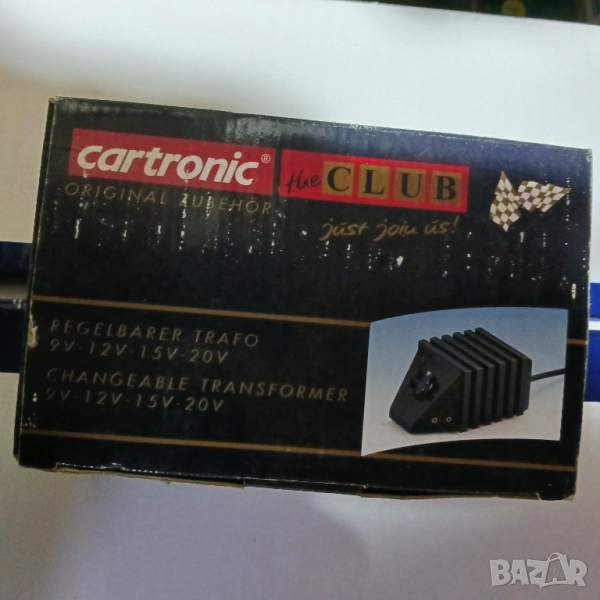 cartronic®
ORIGINAL ZUBEHÖR
the CLUB
just join us!
REGELBARER TRAFO
9V·12V·15V·20V
CHANGEABLE TRANSFORMER
9V·12V·15V·20V
BAZAR